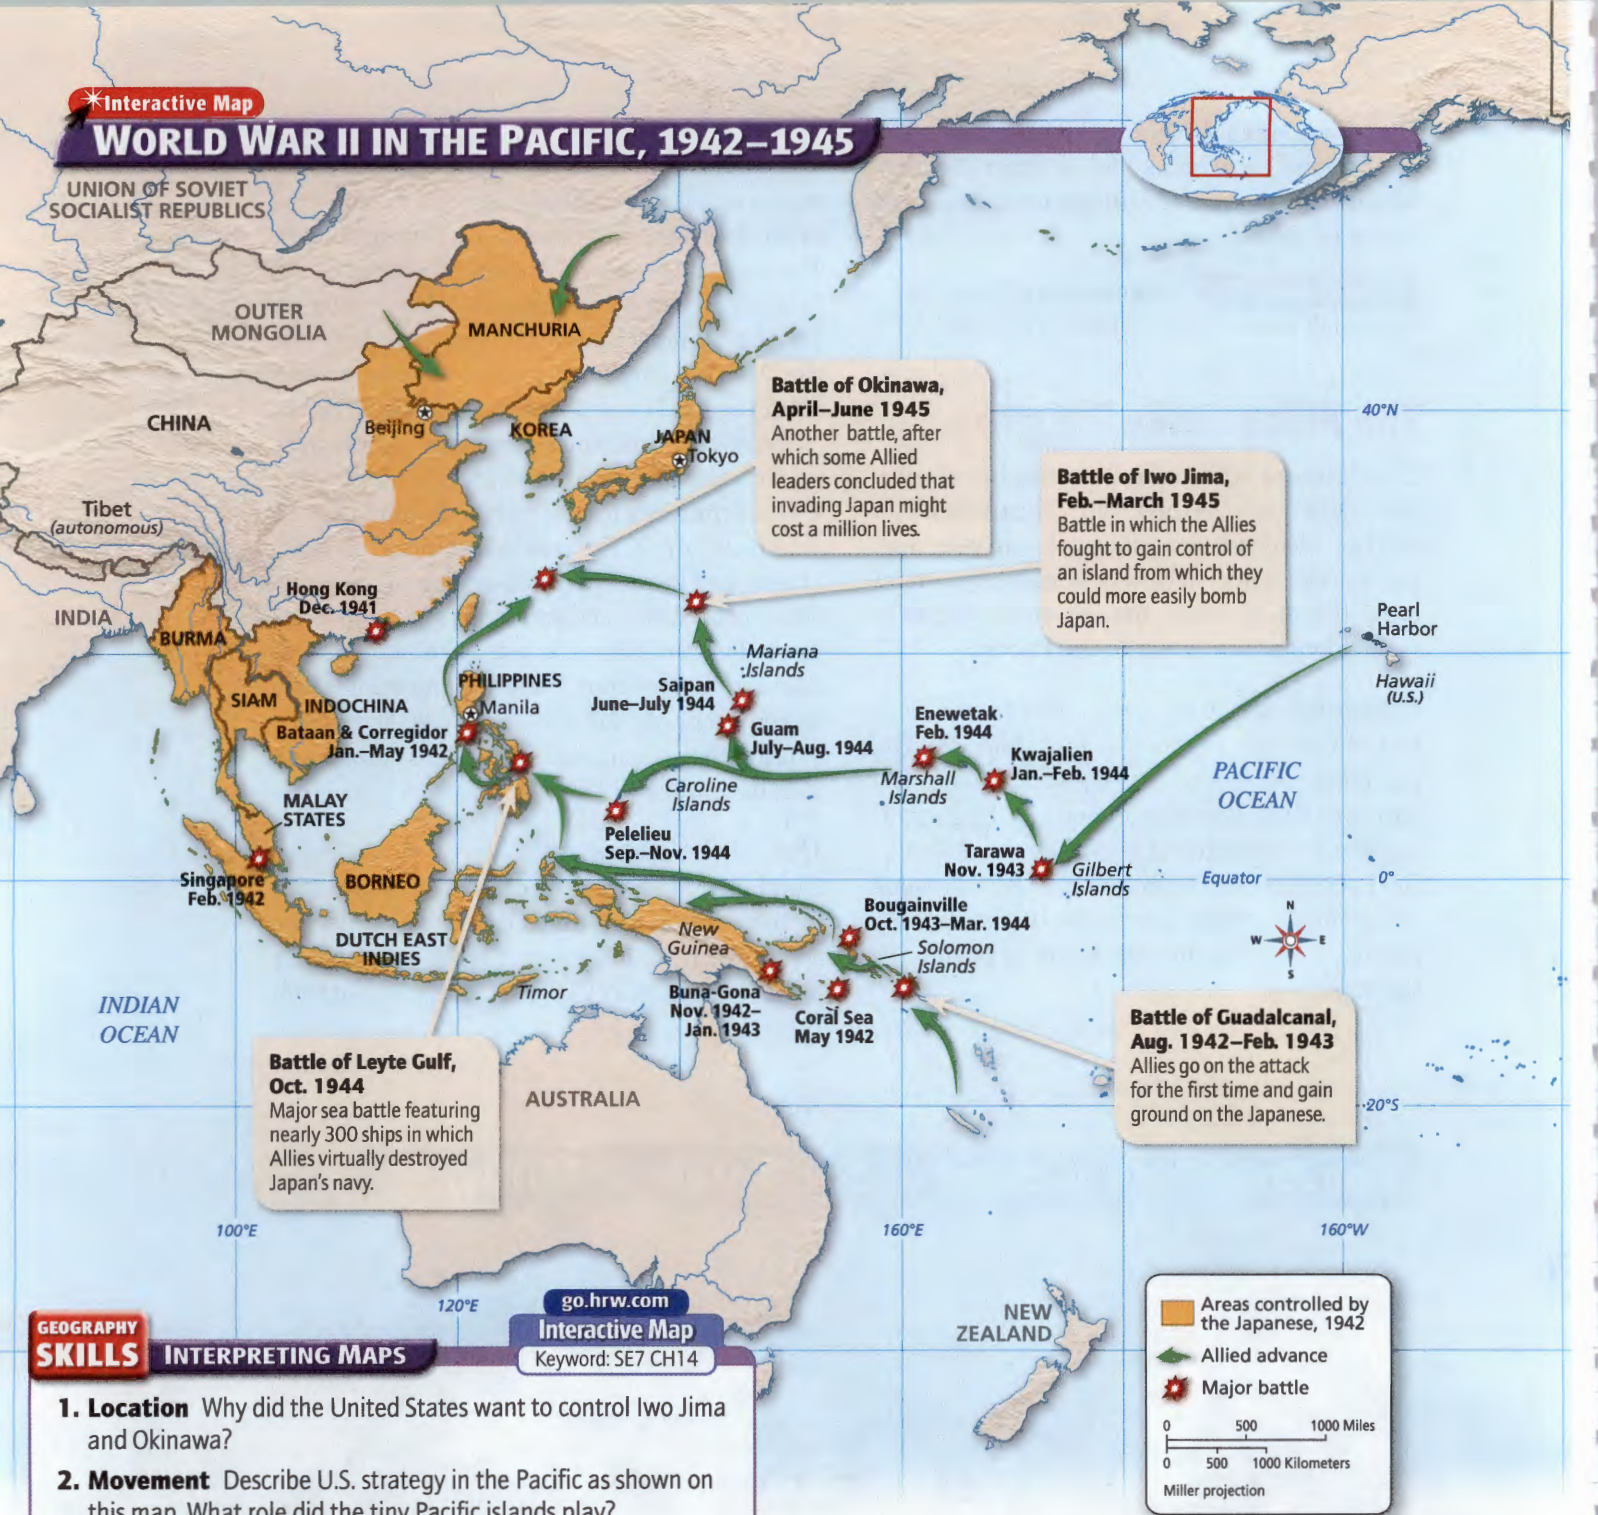 Interactive Map
WORLD WAR II IN THE PACIFIC, 1942–1945
UNION OF SOVIET
SOCIALIST REPUBLICS
OUTER
MONGOLIA
MANCHURIA
CHINA
Beijing
KOREA
JAPAN
Tokyo
Tibet
(autonomous)
Battle of Okinawa,
April–June 1945
Another battle, after
which some Allied
leaders concluded that
invading Japan might
cost a million lives.
40°N
Battle of Iwo Jima,
Feb.–March 1945
Battle in which the Allies
fought to gain control of
an island from which they
could more easily bomb
Japan.
Hong Kong
Dec. 1941
INDIA
BURMA
Pearl
Harbor
Hawaii
(U.S.)
Mariana
Islands
PHILIPPINES
Manila
SIAM
INDOCHINA
Saipan
June–July 1944
Bataan & Corregidor
Jan.–May 1942
Guam
July–Aug. 1944
Enewetak
Feb. 1944
Kwajalien
Jan.–Feb. 1944
Marshall
Islands
Caroline
Islands
PACIFIC
OCEAN
MALAY
STATES
Pelelieu
Sep.–Nov. 1944
Tarawa
Nov. 1943
Gilbert
Islands
Equator
0°
Singapore
Feb. 1942
BORNEO
Bougainville
Oct. 1943–Mar. 1944
New
Guinea
Solomon
Islands
N
W
E
S
DUTCH EAST
INDIES
Timor
Buna-Gona
Nov. 1942–
Jan. 1943
Coral Sea
May 1942
INDIAN
OCEAN
Battle of Guadalcanal,
Aug. 1942–Feb. 1943
Allies go on the attack
for the first time and gain
ground on the Japanese.
Battle of Leyte Gulf,
Oct. 1944
Major sea battle featuring
nearly 300 ships in which
Allies virtually destroyed
Japan's navy.
AUSTRALIA
20°S
100°E
160°E
160°W
120°E
NEW
ZEALAND
Areas controlled by
the Japanese, 1942
Allied advance
Major battle
0 500 1000 Miles
0 500 1000 Kilometers
Miller projection
go.hrw.com
Interactive Map
Keyword: SE7 CH14
GEOGRAPHY
SKILLS
INTERPRETING MAPS
1. Location Why did the United States want to control Iwo Jima
and Okinawa?
2. Movement Describe U.S. strategy in the Pacific as shown on
this map. What role did the tiny Pacific islands play?